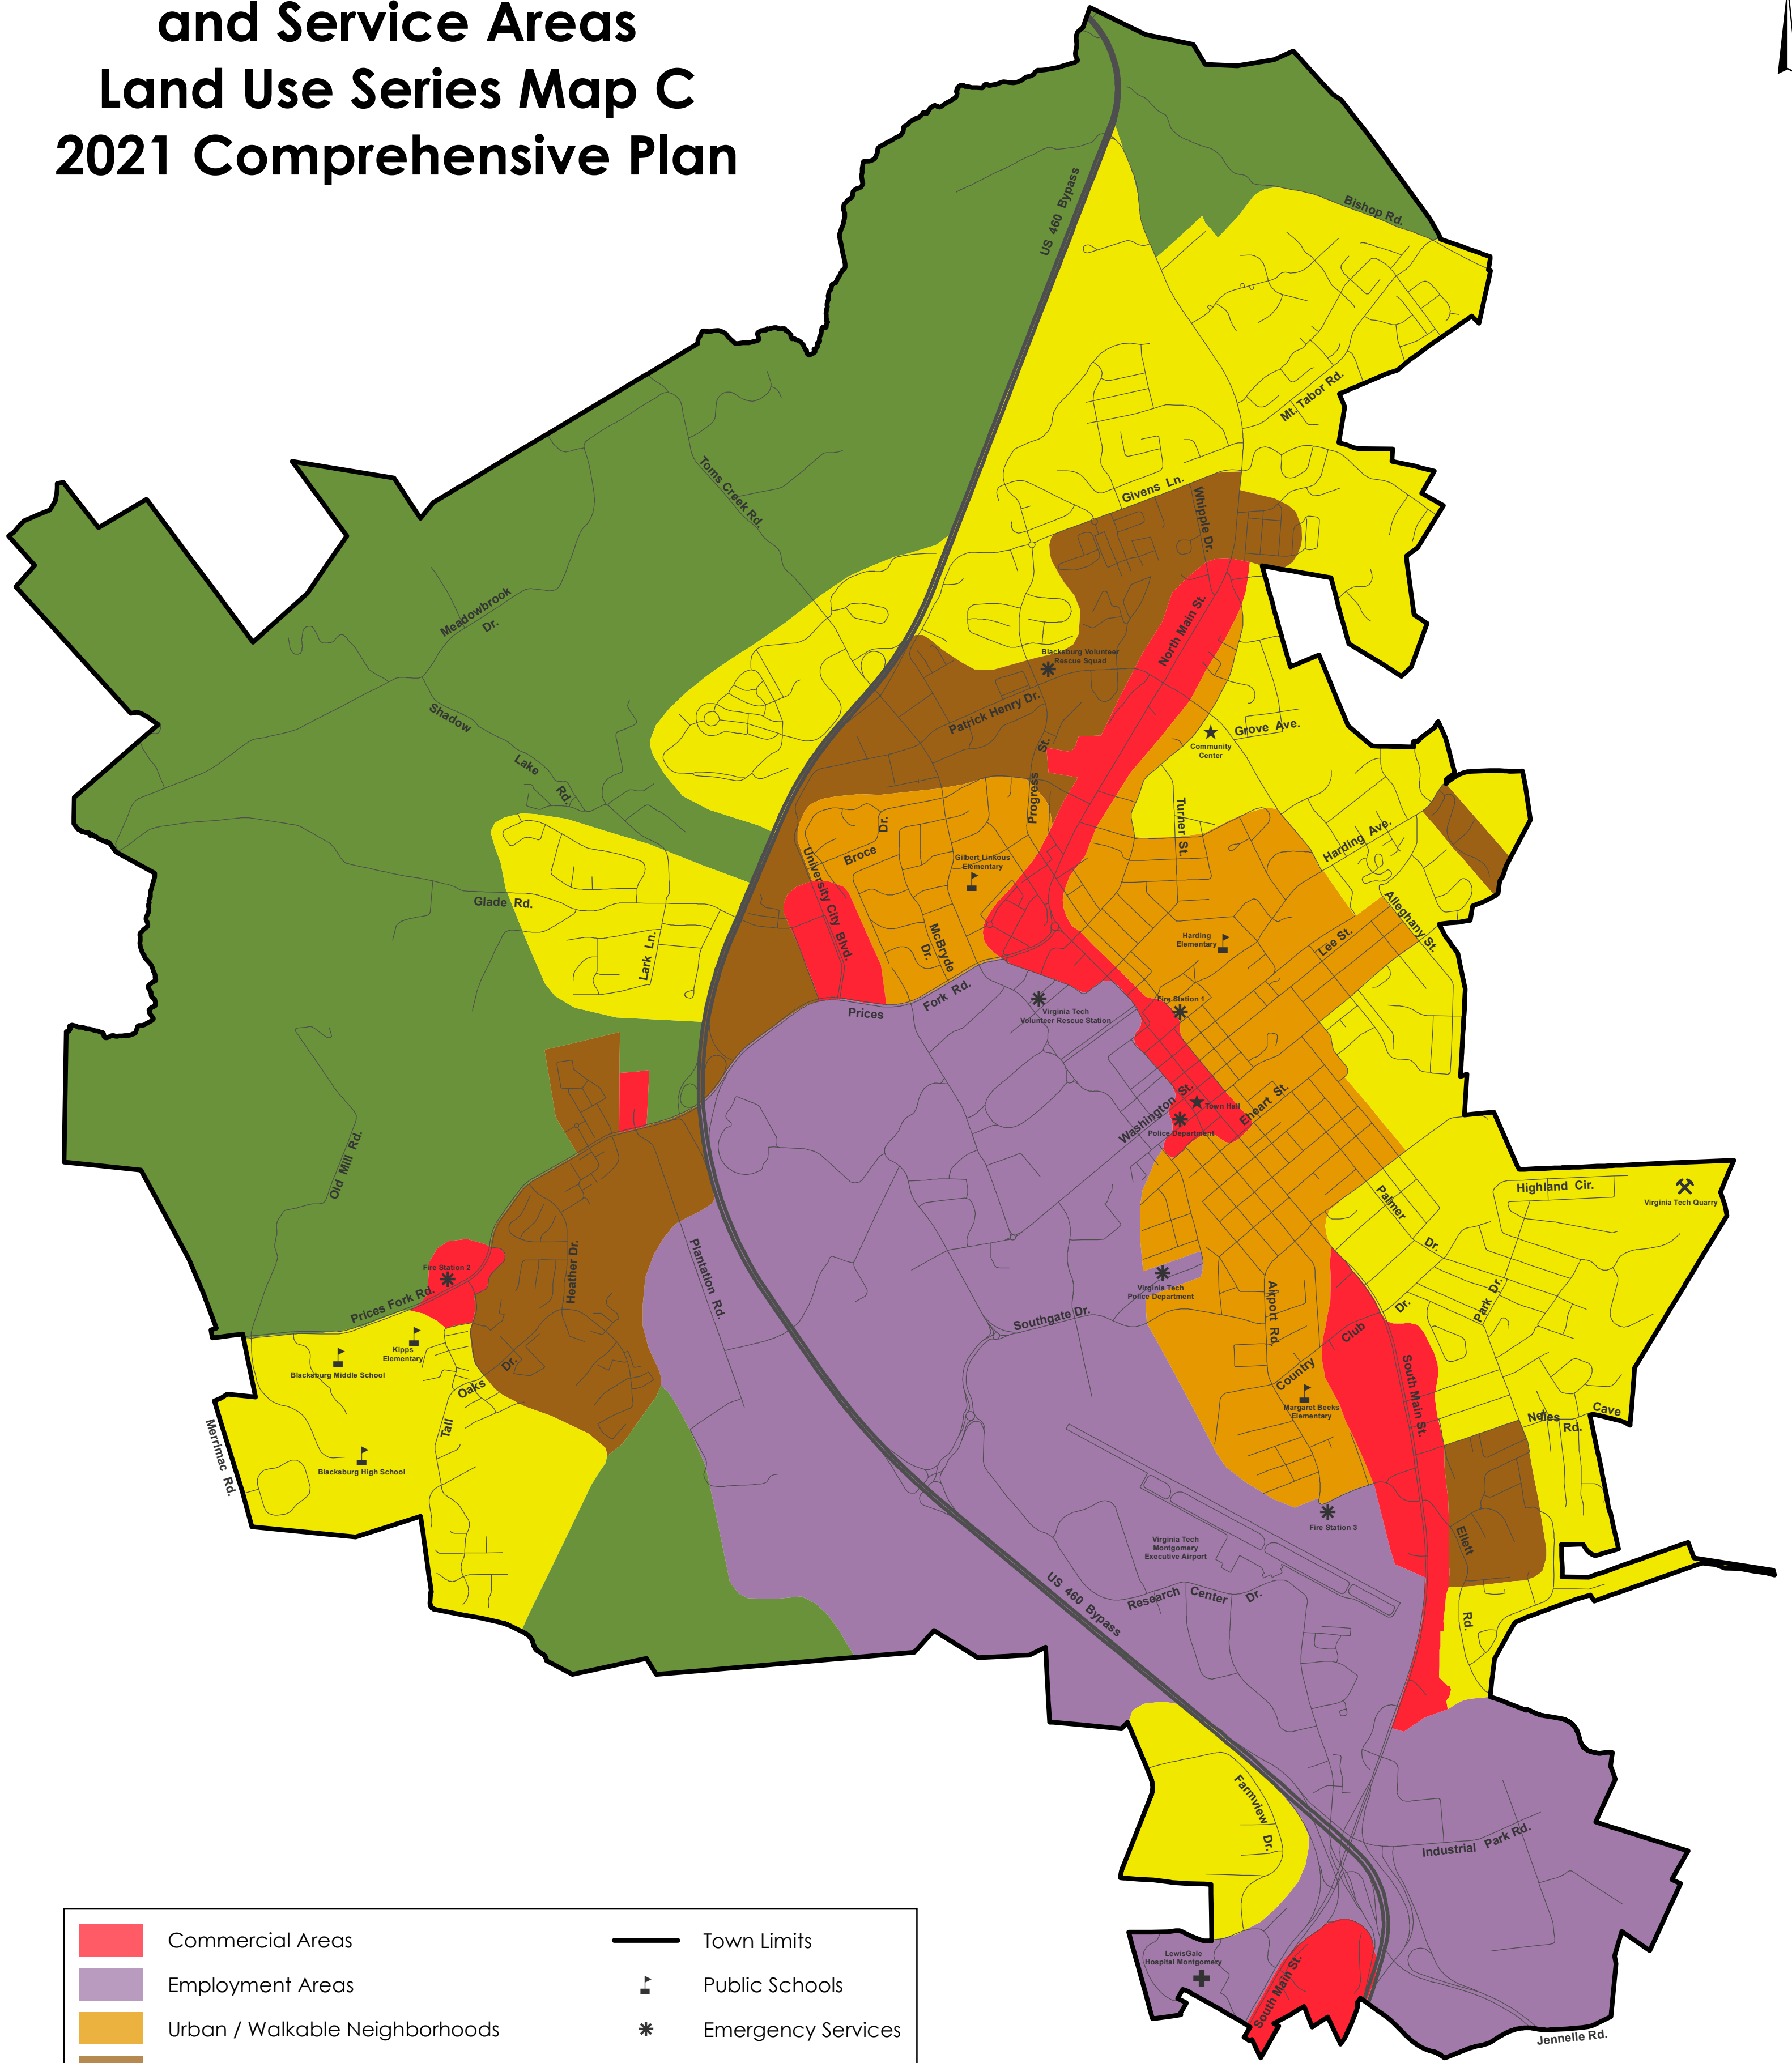 and Service Areas
Land Use Series Map C
2021 Comprehensive Plan
US 460 Bypass
Bishop Rd.
Mt. Tabor Rd.
Toms Creek Rd.
Givens Ln.
Whipple Dr.
Meadowbrook
Dr.
North Main St.
Blacksburg Volunteer
Rescue Squad
Patrick Henry Dr.
Shadow
Lake
Rd.
Grove Ave.
Community
Center
Progress
St.
Turner St.
Harding Ave.
University City Blvd.
Broce
Dr.
Gilbert Linkous
Elementary
Glade Rd.
Lark Ln.
McBryde
Dr.
Harding
Elementary
Lee St.
Alleghany St.
Prices
Fork Rd.
Virginia Tech
Volunteer Rescue Station
Fire Station 1
Washington St.
Town Hall
Police Department
Eheart St.
Old Mill Rd.
Palmer
Dr.
Highland Cir.
Virginia Tech Quarry
Plantation Rd.
Heather Dr.
Fire Station 2
Prices Fork Rd.
Virginia Tech
Police Department
Southgate Dr.
Airport Rd.
Park Dr.
Country
Club
Dr.
Kipps
Elementary
Blacksburg Middle School
Tall
Oaks
Dr.
South Main St.
Margaret Beeks
Elementary
Nellies
Cave
Rd.
Merrimac Rd.
Blacksburg High School
Fire Station 3
Virginia Tech
Montgomery
Executive Airport
Ellett
Rd.
US 460 Bypass
Research Center Dr.
Farmview
Dr.
Industrial Park Rd.
LewisGale
Hospital Montgomery
South Main St.
Jennelle Rd.
Commercial Areas
Employment Areas
Urban / Walkable Neighborhoods
Town Limits
Public Schools
Emergency Services